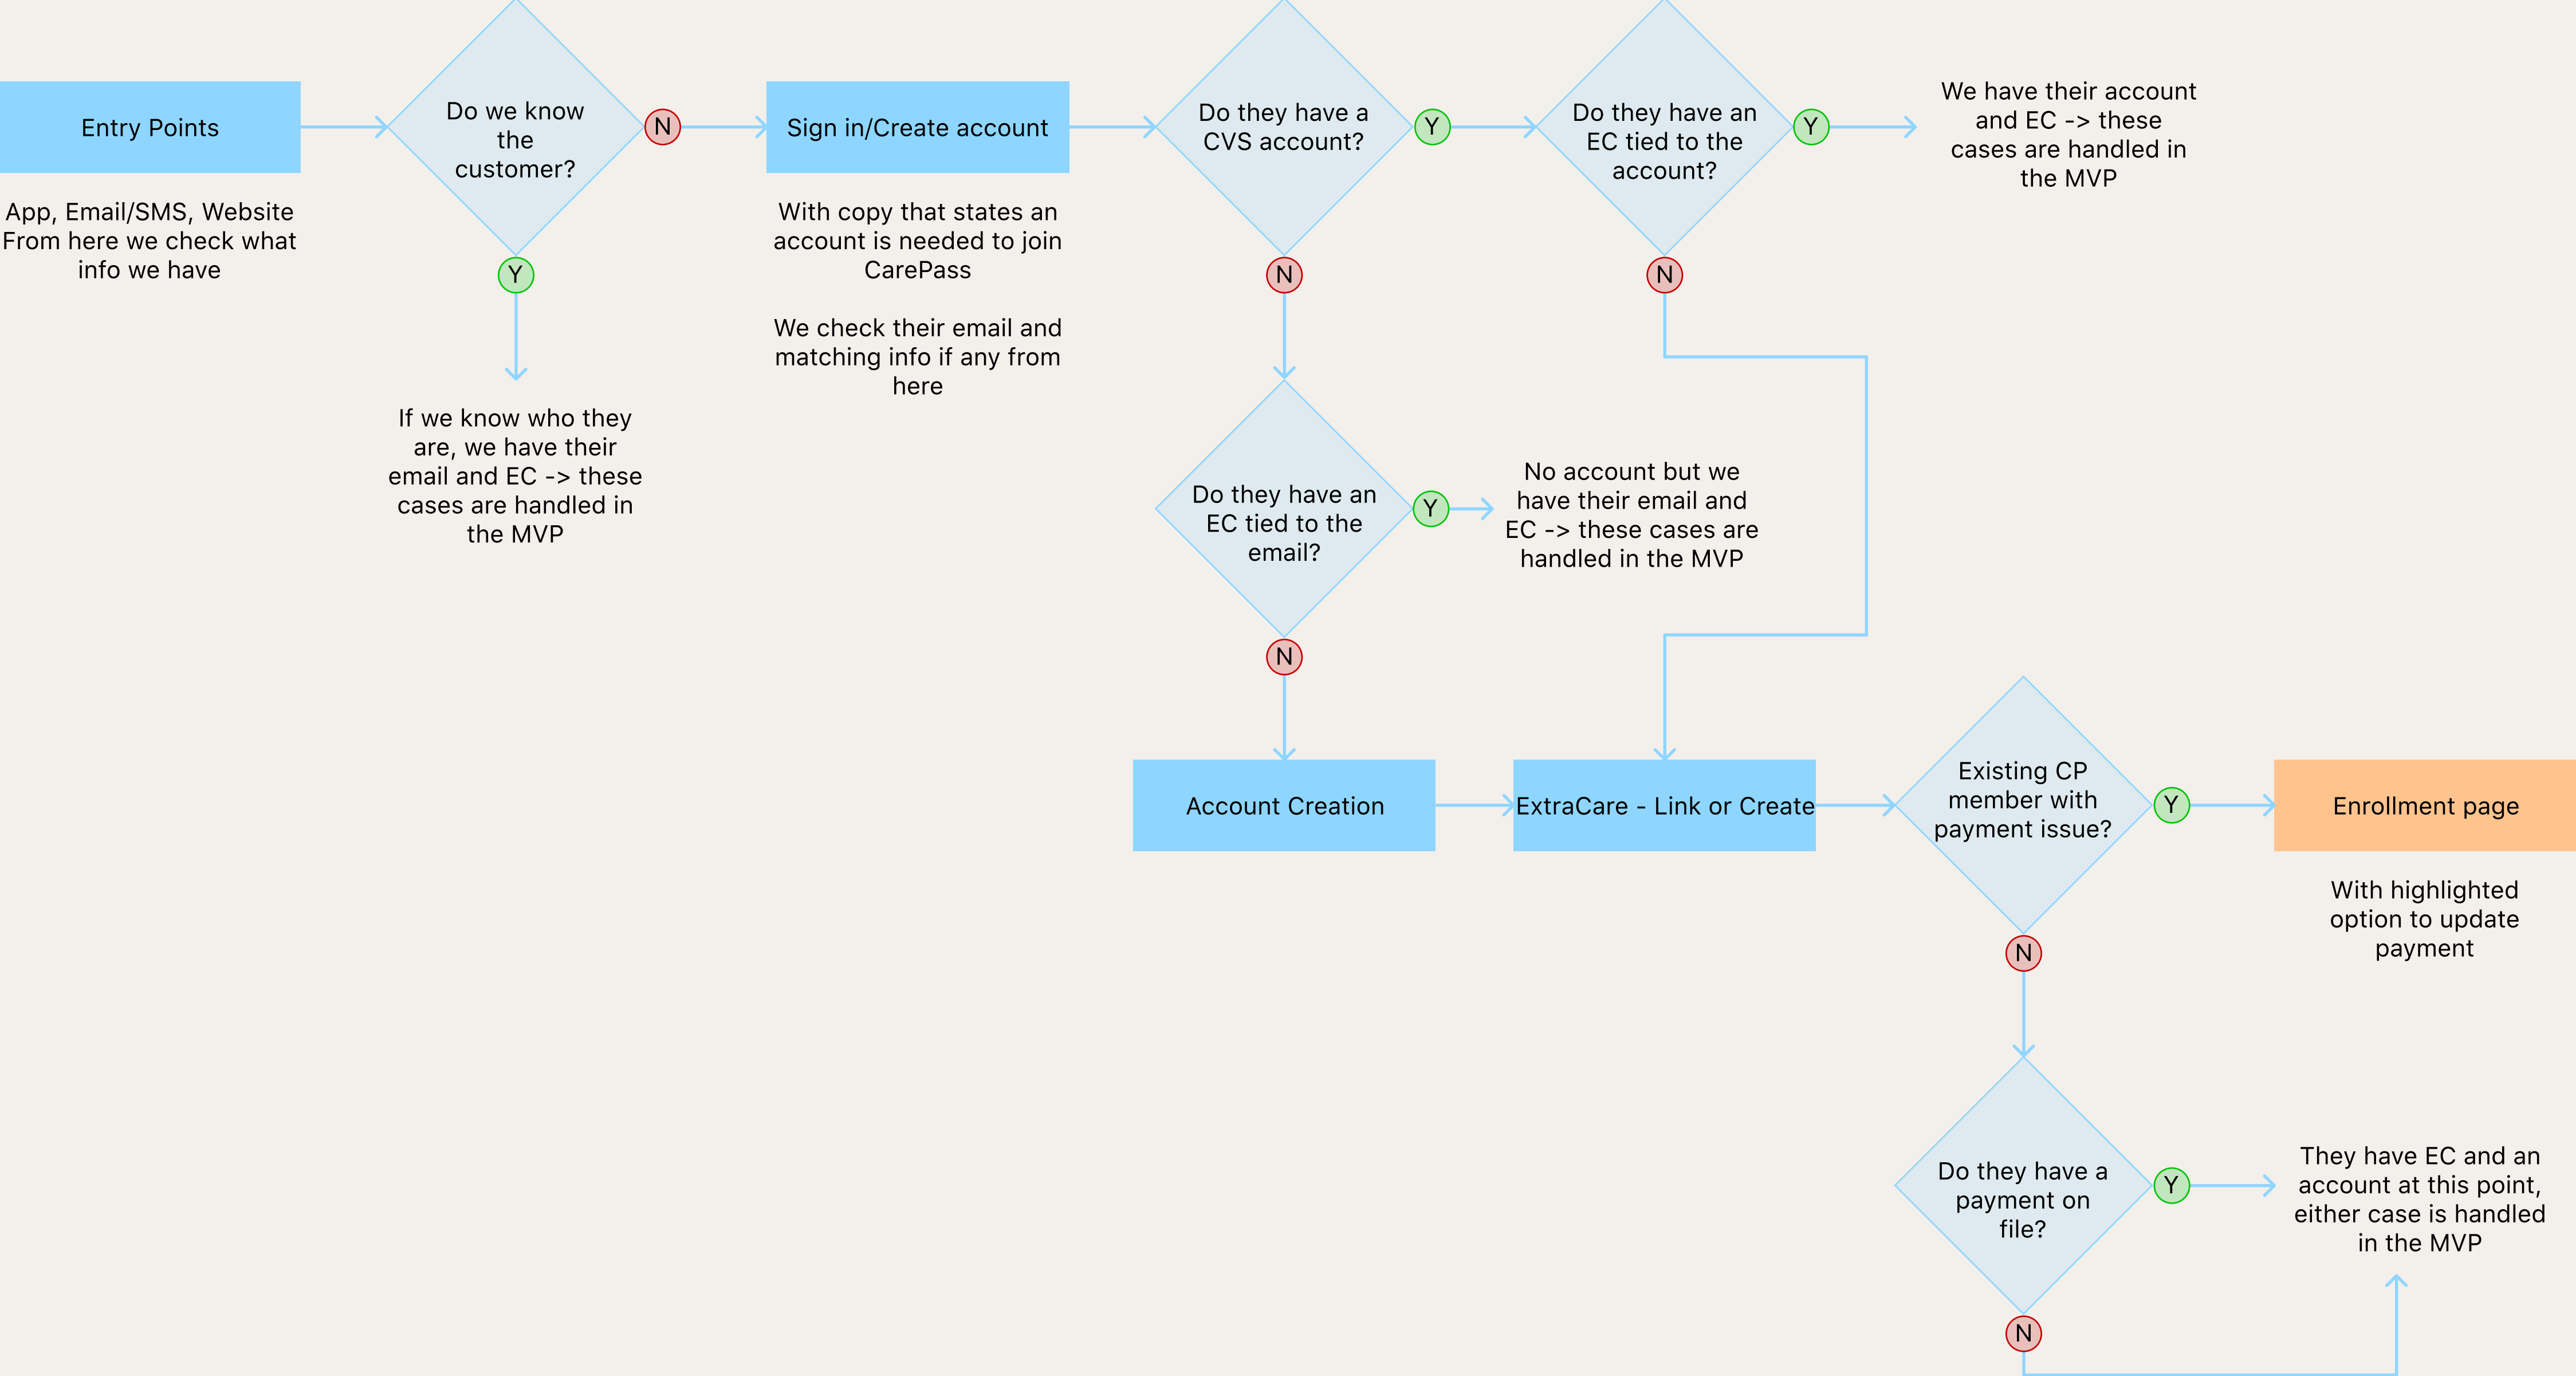 Entry Points
App, Email/SMS, Website
From here we check what
info we have
Do we know
the
customer?
N
Y
If we know who they
are, we have their
email and EC -> these
cases are handled in
the MVP
Sign in/Create account
With copy that states an
account is needed to join
CarePass
We check their email and
matching info if any from
here
Do they have a
CVS account?
Y
N
Do they have an
EC tied to the
account?
Y
N
We have their account
and EC -> these
cases are handled in
the MVP
Do they have an
EC tied to the
email?
Y
N
No account but we
have their email and
EC -> these cases are
handled in the MVP
Account Creation
ExtraCare - Link or Create
Existing CP
member with
payment issue?
Y
N
Enrollment page
With highlighted
option to update
payment
Do they have a
payment on
file?
Y
N
They have EC and an
account at this point,
either case is handled
in the MVP